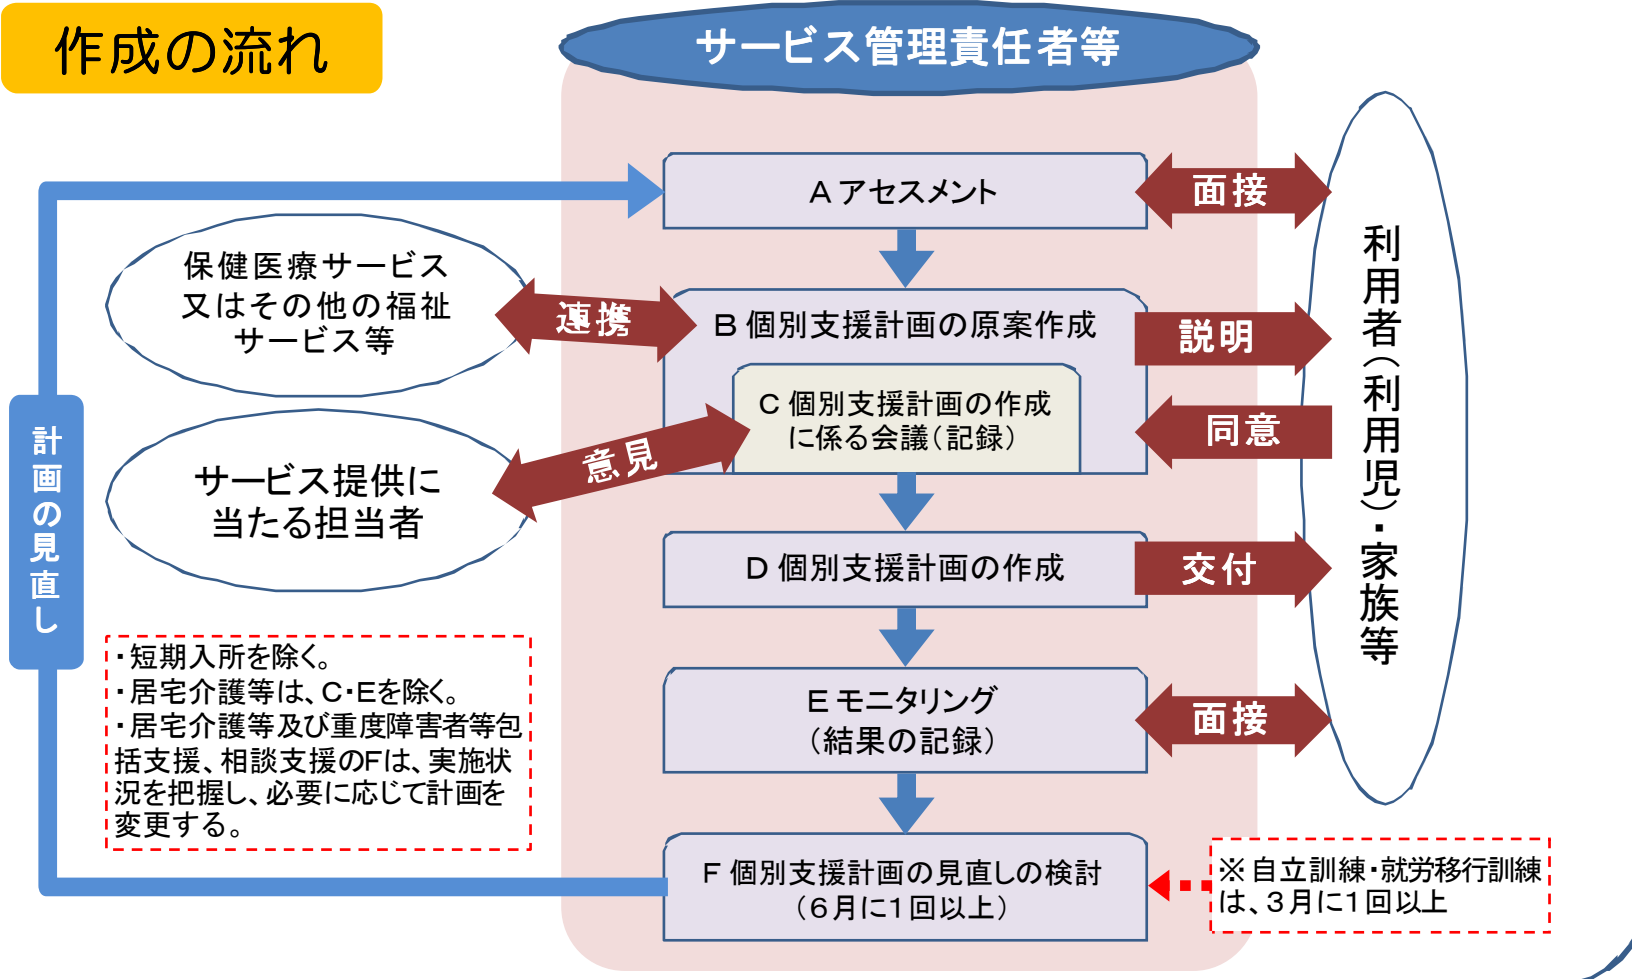 作成の流れ
サービス管理責任者等
A アセスメント
面接
保健医療サービス
又はその他の福祉
サービス等
連携
B 個別支援計画の原案作成
説明
C 個別支援計画の作成
に係る会議（記録）
同意
意見
サービス提供に
当たる担当者
利用者（利用児）・家族等
計画の見直し
D 個別支援計画の作成
交付
・短期入所を除く。
・居宅介護等は、C・Eを除く。
・居宅介護等及び重度障害者等包
括支援、相談支援のFは、実施状
況を把握し、必要に応じて計画を
変更する。
E モニタリング
（結果の記録）
面接
F 個別支援計画の見直しの検討
（６月に１回以上）
※自立訓練・就労移行訓練
は、３月に１回以上